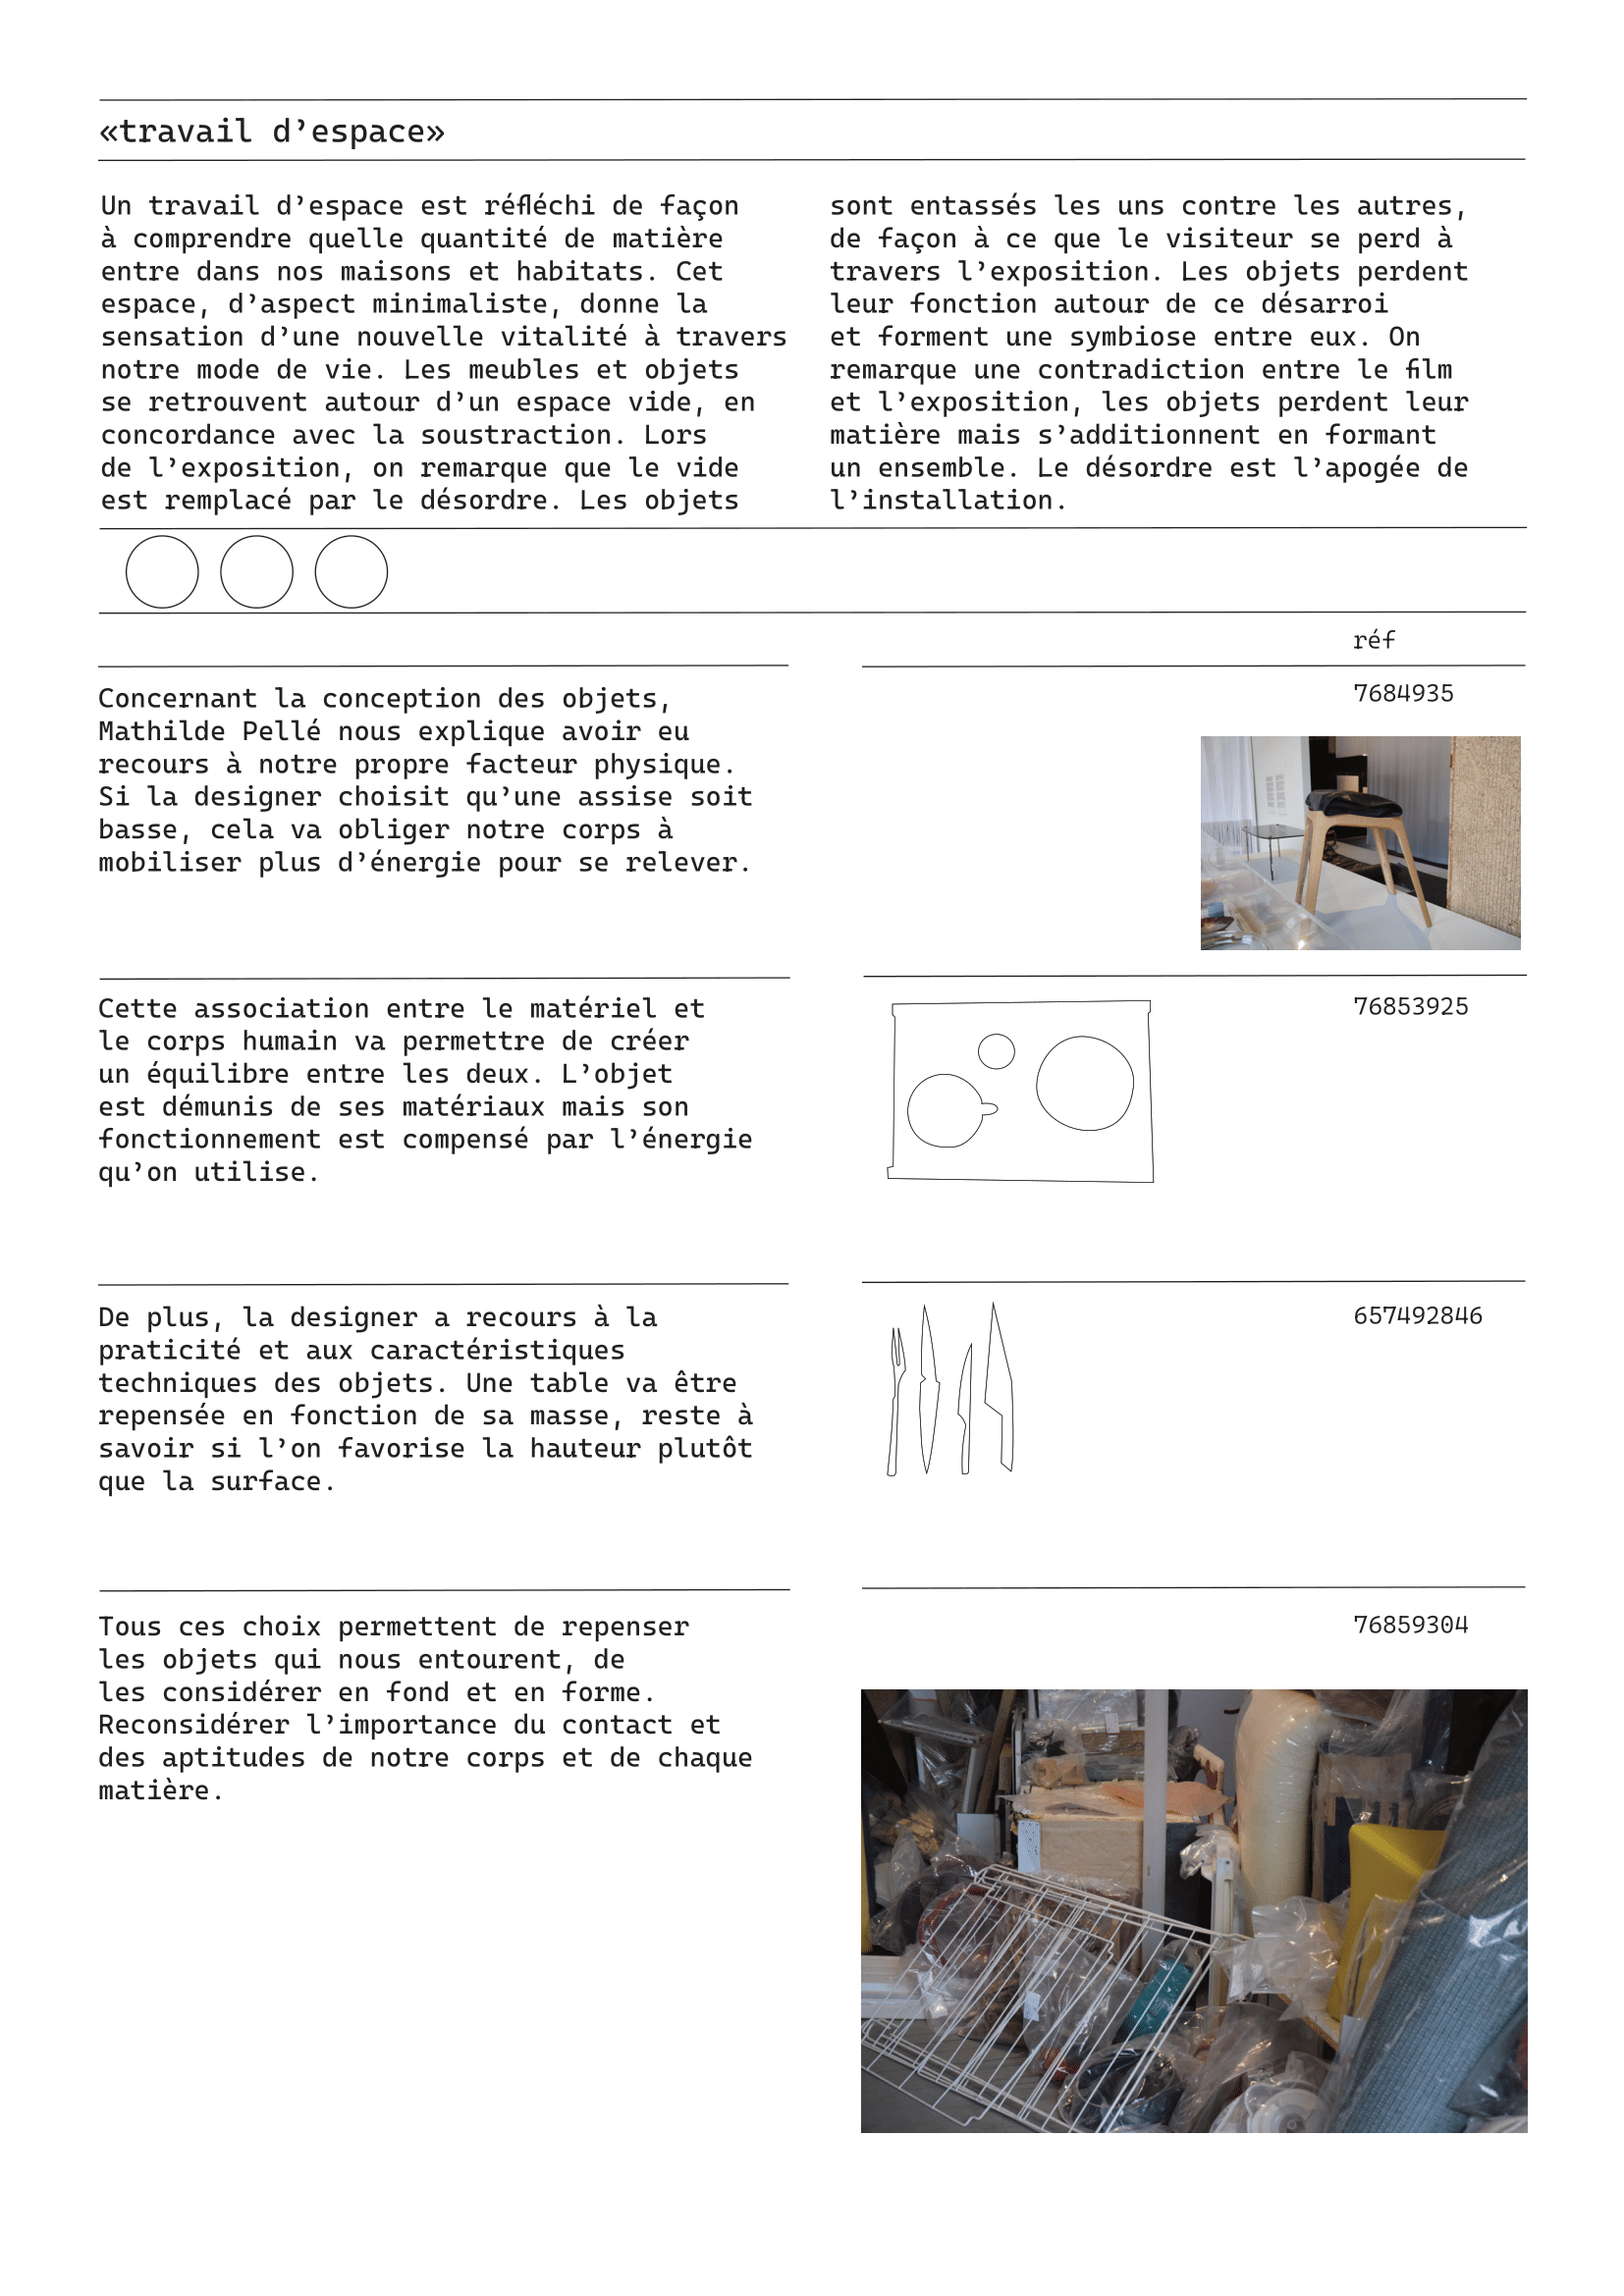 «travail d’espace»
Un travail d’espace est réfléchi de façon
à comprendre quelle quantité de matière
entre dans nos maisons et habitats. Cet
espace, d’aspect minimaliste, donne la
sensation d’une nouvelle vitalité à travers
notre mode de vie. Les meubles et objets
se retrouvent autour d’un espace vide, en
concordance avec la soustraction. Lors
de l’exposition, on remarque que le vide
est remplacé par le désordre. Les objets
sont entassés les uns contre les autres,
de façon à ce que le visiteur se perd à
travers l’exposition. Les objets perdent
leur fonction autour de ce désarroi
et forment une symbiose entre eux. On
remarque une contradiction entre le film
et l’exposition, les objets perdent leur
matière mais s’additionnent en formant
un ensemble. Le désordre est l’apogée de
l’installation.
réf
Concernant la conception des objets,
Mathilde Pellé nous explique avoir eu
recours à notre propre facteur physique.
Si la designer choisit qu’une assise soit
basse, cela va obliger notre corps à
mobiliser plus d’énergie pour se relever.
7684935
Cette association entre le matériel et
le corps humain va permettre de créer
un équilibre entre les deux. L’objet
est démunis de ses matériaux mais son
fonctionnement est compensé par l’énergie
qu’on utilise.
76853925
De plus, la designer a recours à la
praticité et aux caractéristiques
techniques des objets. Une table va être
repensée en fonction de sa masse, reste à
savoir si l’on favorise la hauteur plutôt
que la surface.
657492846
Tous ces choix permettent de repenser
les objets qui nous entourent, de
les considérer en fond et en forme.
Reconsidérer l’importance du contact et
des aptitudes de notre corps et de chaque
matière.
76859304